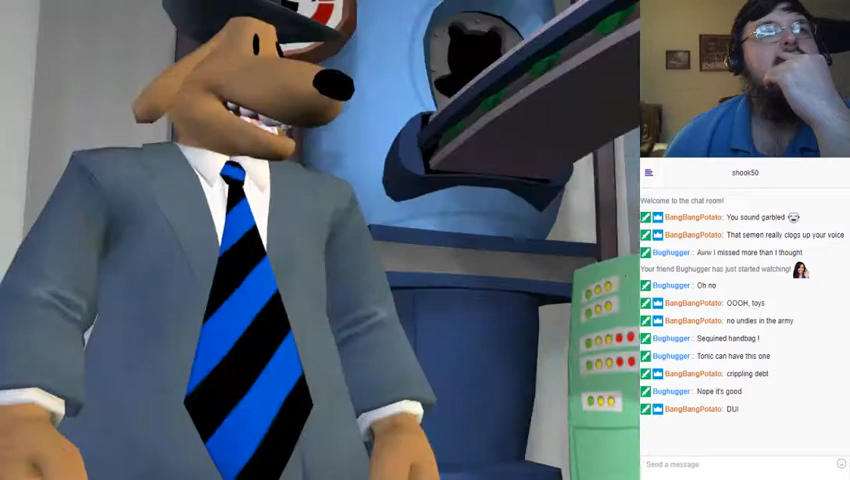 shook50
Welcome to the chat room!
BangBangPotato: You sound garbled
BangBangPotato: That semen really clogs up your voice
Bughugger : Aww I missed more than I thought
Your friend Bughugger has just started watching!
Bughugger : Oh no
BangBangPotato: OOOH, toys
BangBangPotato: no undies in the army
Bughugger : Sequined handbag !
Bughugger : Tonic can have this one
BangBangPotato: crippling debt
Bughugger : Nope it's good
BangBangPotato: DUI
Send a message